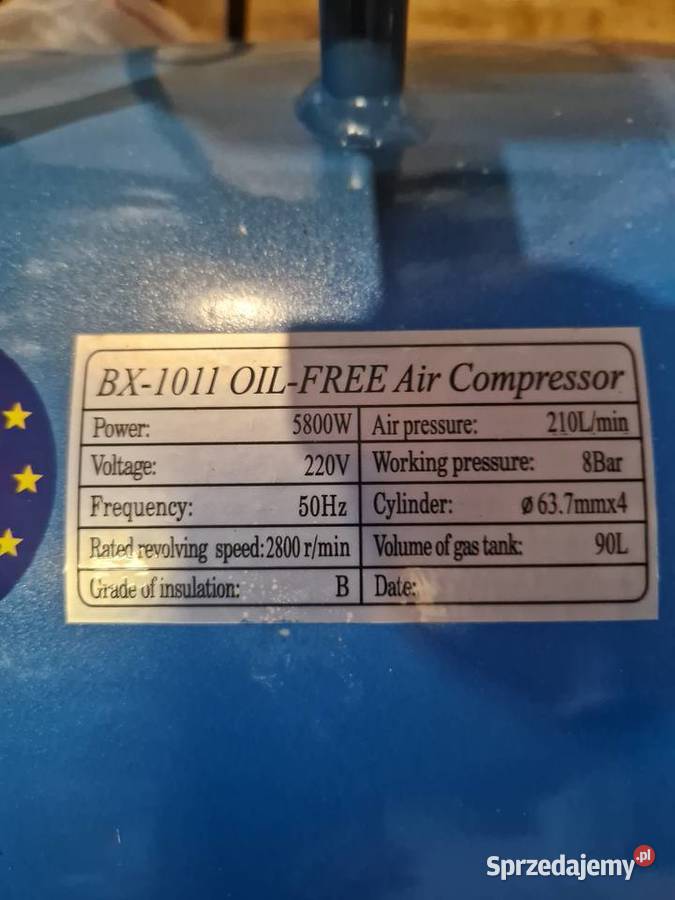 BX-1011 OIL-FREE Air Compressor
Power: 5800W Air pressure: 210L/min
Voltage: 220V Working pressure: 8Bar
Frequency: 50Hz Cylinder: ø63.7mmx4
Rated revolving speed: 2800 r/min Volume of gas tank: 90L
Grade of insulation: B Date:
Sprzedajemy.pl